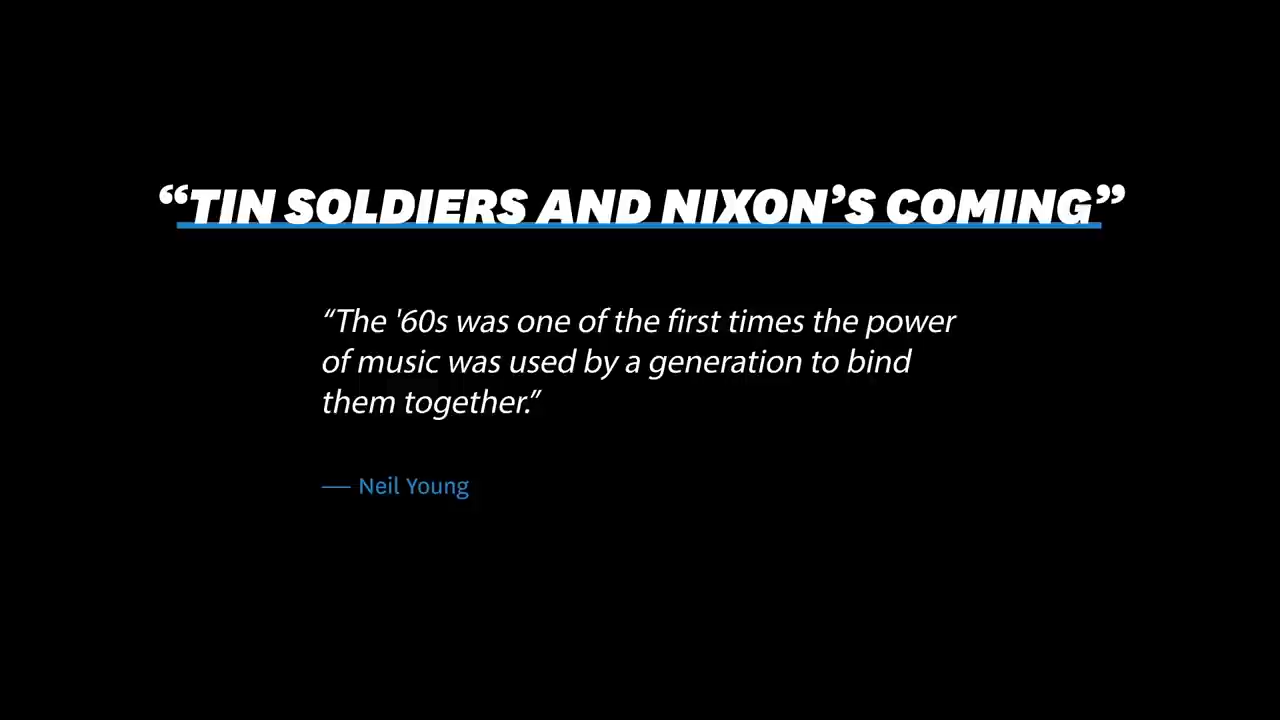 “TIN SOLDIERS AND NIXON’S COMING”
“The '60s was one of the first times the power
of music was used by a generation to bind
them together.”
— Neil Young